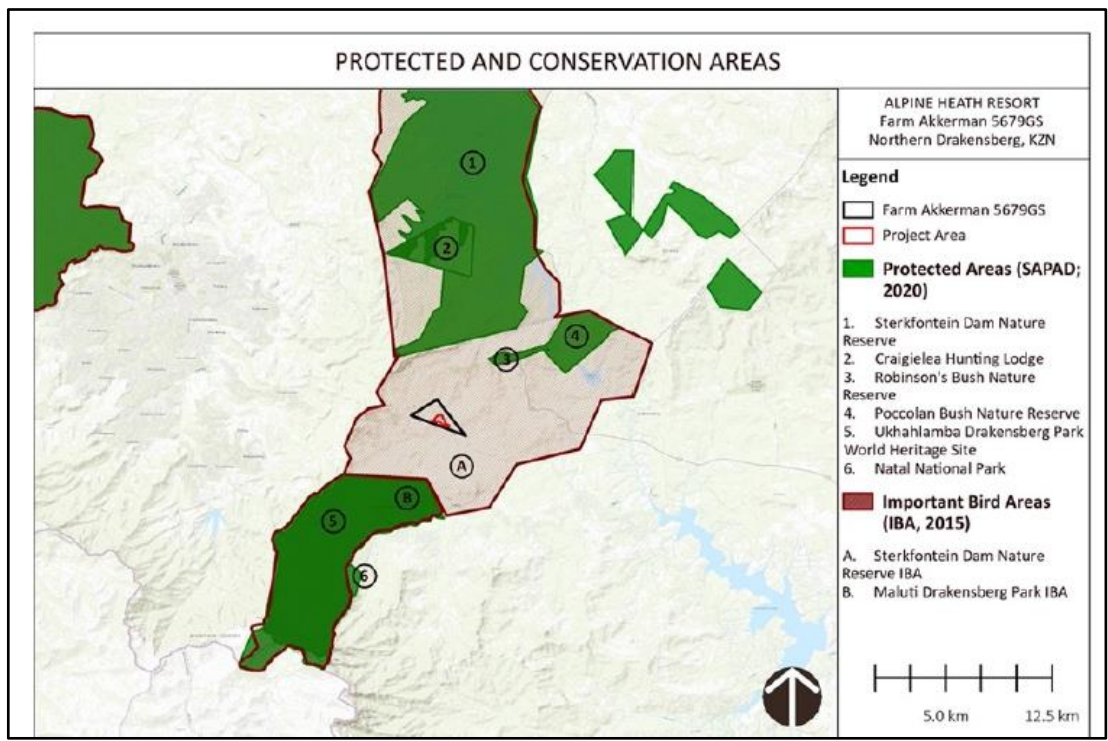 PROTECTED AND CONSERVATION AREAS
ALPINE HEATH RESORT
Farm Akkerman 5679GS
Northern Drakensberg, KZN
Legend
Farm Akkerman 5679GS
Project Area
Protected Areas (SAPAD;
2020)
1. Sterkfontein Dam Nature
Reserve
2. Craigielea Hunting Lodge
3. Robinson's Bush Nature
Reserve
4. Poccolan Bush Nature Reserve
5. Ukhahlamba Drakensberg Park
World Heritage Site
6. Natal National Park
Important Bird Areas
(IBA, 2015)
A. Sterkfontein Dam Nature
Reserve IBA
B. Maluti Drakensberg Park IBA
5.0 km 12.5 km
1
2
4
3
A
B
5
6